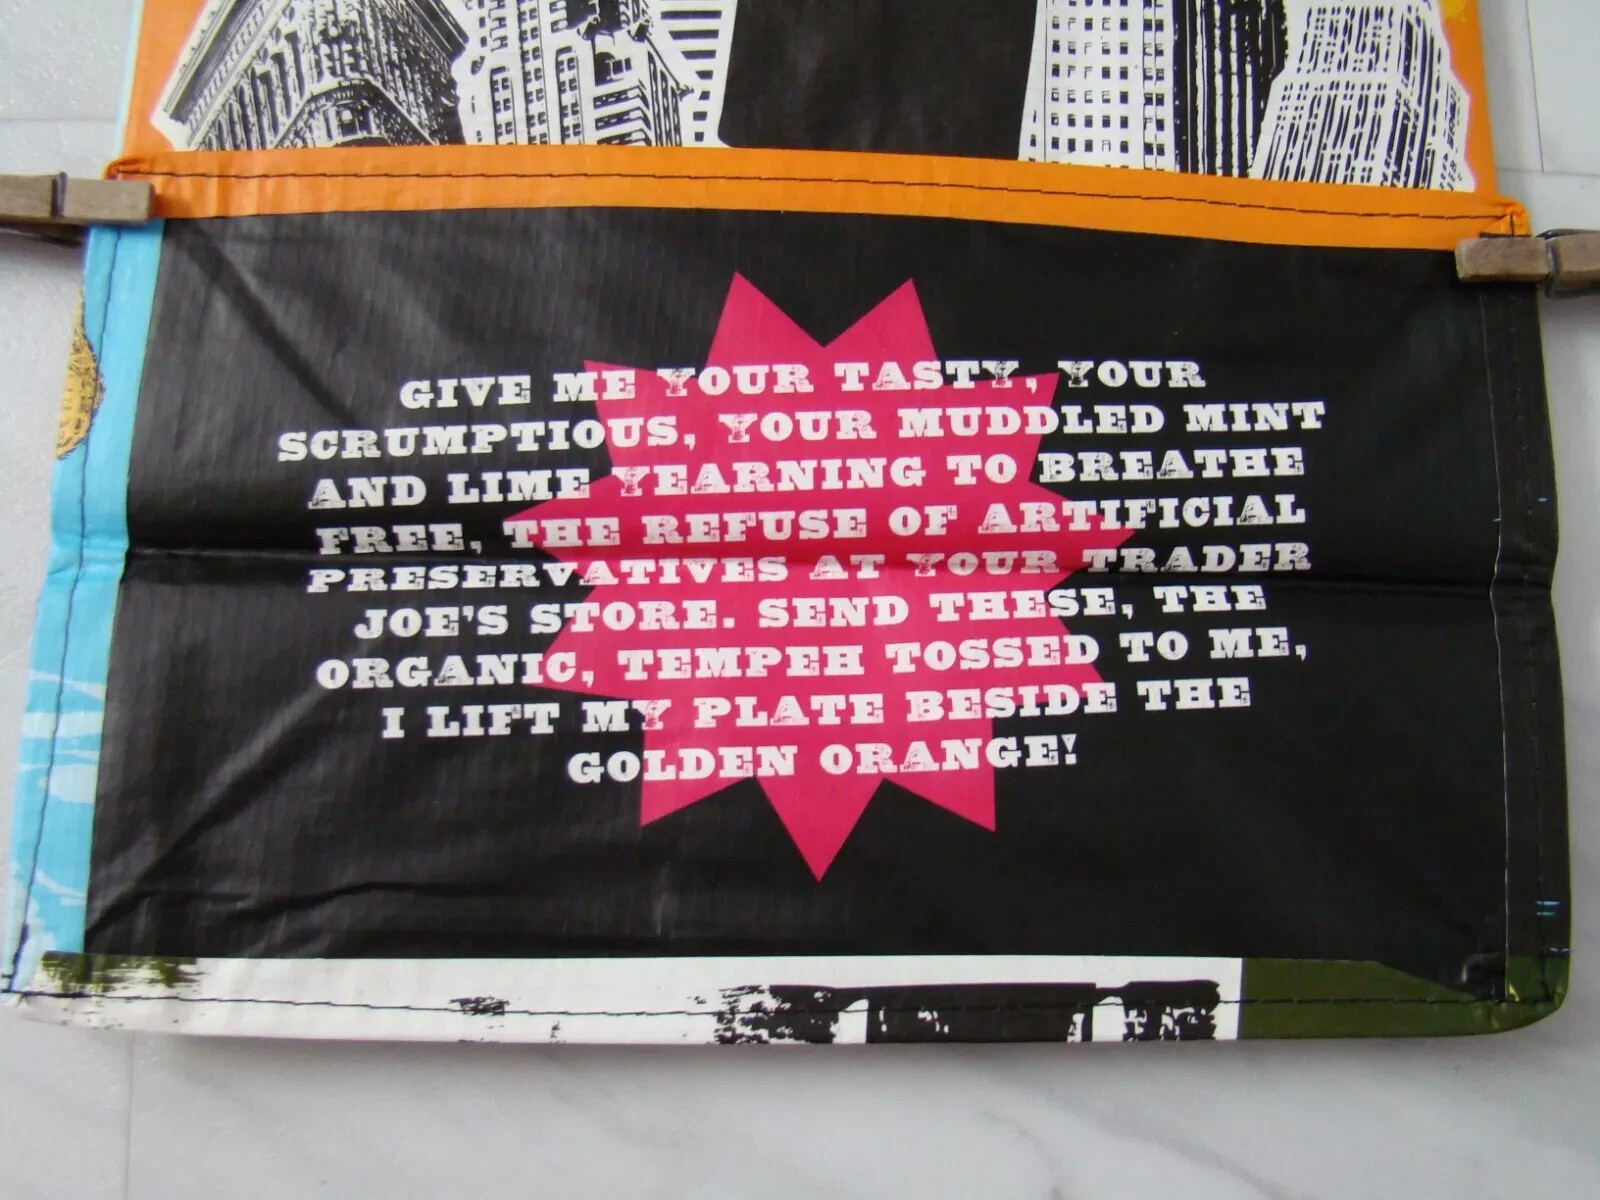 GIVE ME YOUR TASTY, YOUR
SCRUMPTIOUS, YOUR MUDDLED MINT
AND LIME YEARNING TO BREATHE
FREE, THE REFUSE OF ARTIFICIAL
PRESERVATIVES AT YOUR TRADER
JOE'S STORE. SEND THESE, THE
ORGANIC, TEMPEH TOSSED TO ME,
I LIFT MY PLATE BESIDE THE
GOLDEN ORANGE!